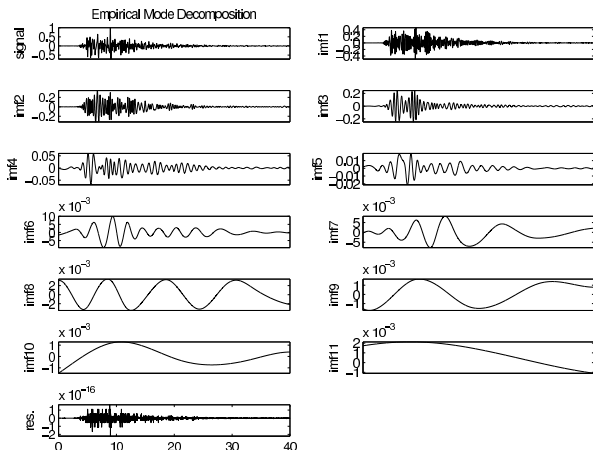 Empirical Mode Decomposition
signal
1
0.5
0
-0.5
imf1
0.4
0.2
0
-0.2
-0.4
imf2
0.2
0
-0.2
imf3
0.2
0
-0.2
imf4
0.05
0
-0.05
imf5
0.01
0
-0.01
-0.02
x 10⁻³
imf6
10
5
0
-5
x 10⁻³
imf7
5
0
-5
x 10⁻³
imf8
2
0
-2
x 10⁻³
imf9
1
0
-1
x 10⁻³
imf10
1
0
-1
x 10⁻³
imf11
2
1
0
-1
x 10⁻¹⁶
res.
1
0
-1
-2
0 10 20 30 40